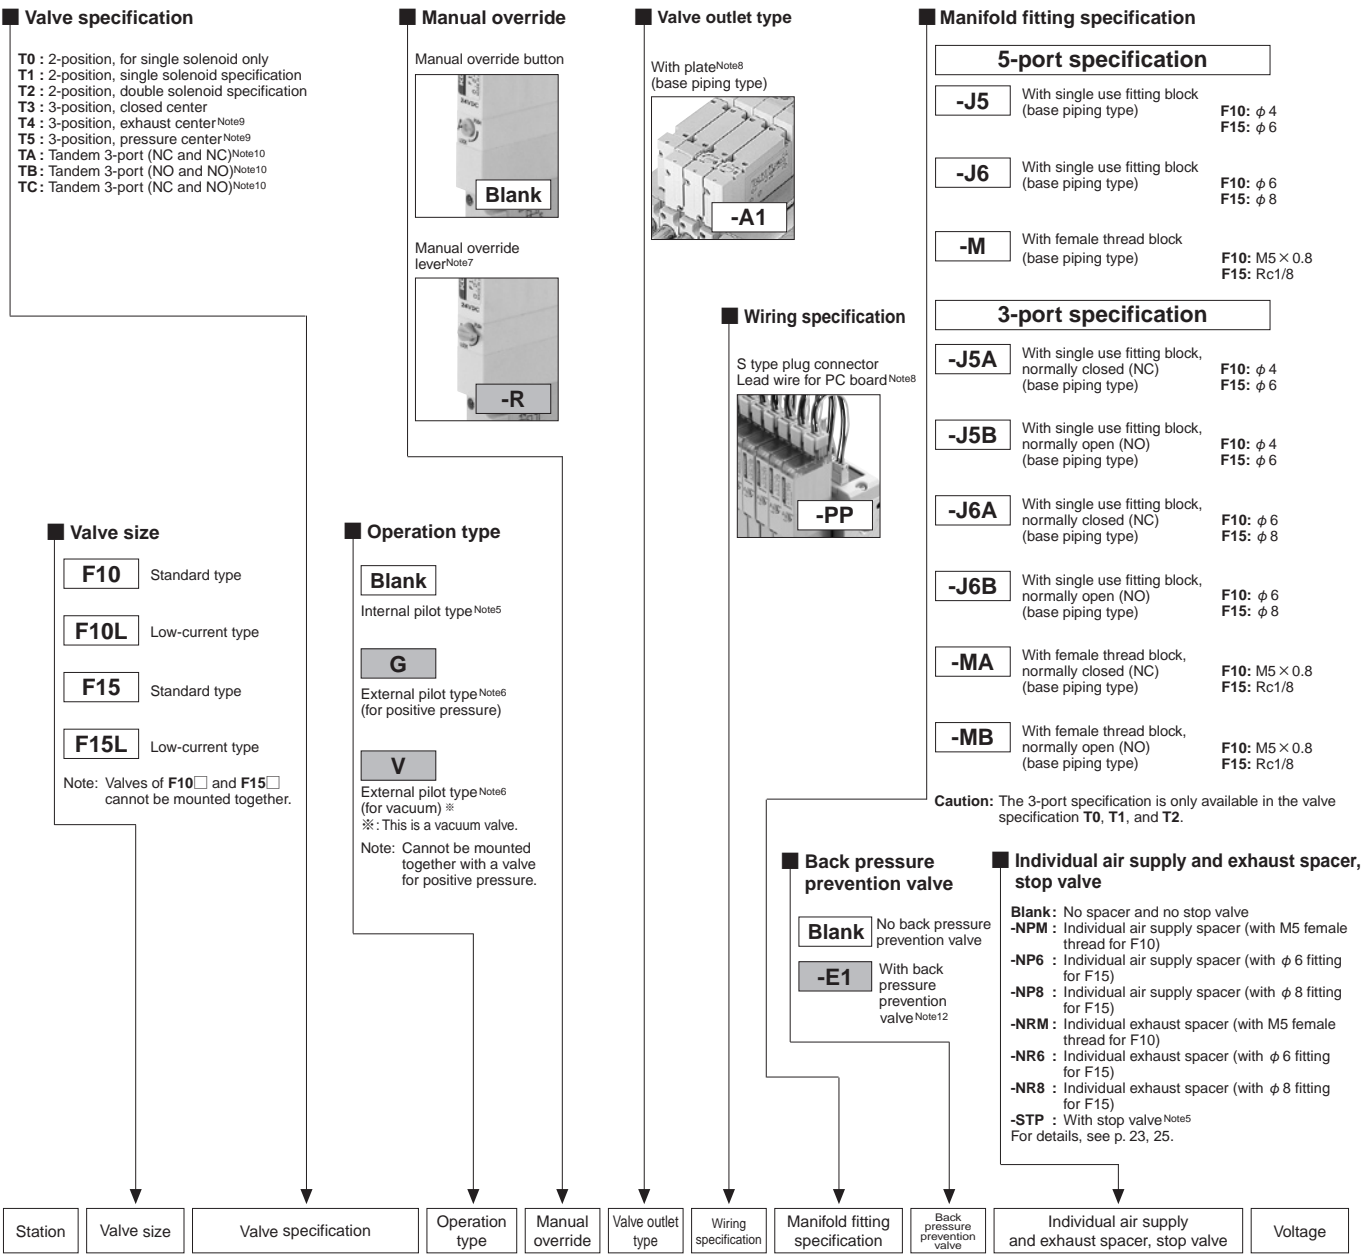 ■ Valve specification
T0 : 2-position, for single solenoid only
T1 : 2-position, single solenoid specification
T2 : 2-position, double solenoid specification
T3 : 3-position, closed center
T4 : 3-position, exhaust center Note9
T5 : 3-position, pressure center Note9
TA : Tandem 3-port (NC and NC) Note10
TB : Tandem 3-port (NO and NO) Note10
TC : Tandem 3-port (NC and NO) Note10
■ Manual override
Manual override button
24VDC
Blank
Manual override
lever Note7
24VDC
-R
■ Valve outlet type
With plate Note8
(base piping type)
-A1
■ Wiring specification
S type plug connector
Lead wire for PC board Note8
-PP
■ Manifold fitting specification
5-port specification
-J5
With single use fitting block
(base piping type)
F10: φ4
F15: φ6
-J6
With single use fitting block
(base piping type)
F10: φ6
F15: φ8
-M
With female thread block
(base piping type)
F10: M5×0.8
F15: Rc1/8
3-port specification
-J5A
With single use fitting block,
normally closed (NC)
(base piping type)
F10: φ4
F15: φ6
-J5B
With single use fitting block,
normally open (NO)
(base piping type)
F10: φ4
F15: φ6
-J6A
With single use fitting block,
normally closed (NC)
(base piping type)
F10: φ6
F15: φ8
-J6B
With single use fitting block,
normally open (NO)
(base piping type)
F10: φ6
F15: φ8
-MA
With female thread block,
normally closed (NC)
(base piping type)
F10: M5×0.8
F15: Rc1/8
-MB
With female thread block,
normally open (NO)
(base piping type)
F10: M5×0.8
F15: Rc1/8
Caution: The 3-port specification is only available in the valve
specification T0, T1, and T2.
■ Valve size
F10 Standard type
F10L Low-current type
F15 Standard type
F15L Low-current type
Note: Valves of F10□ and F15□
cannot be mounted together.
■ Operation type
Blank
Internal pilot type Note5
G
External pilot type Note6
(for positive pressure)
V
External pilot type Note6
(for vacuum) ※
※: This is a vacuum valve.
Note: Cannot be mounted
together with a valve
for positive pressure.
■ Back pressure
prevention valve
Blank
No back pressure
prevention valve
-E1
With back
pressure
prevention
valve Note12
■ Individual air supply and exhaust spacer,
stop valve
Blank : No spacer and no stop valve
-NPM : Individual air supply spacer (with M5 female
thread for F10)
-NP6 : Individual air supply spacer (with φ6 fitting
for F15)
-NP8 : Individual air supply spacer (with φ8 fitting
for F15)
-NRM : Individual exhaust spacer (with M5 female
thread for F10)
-NR6 : Individual exhaust spacer (with φ6 fitting
for F15)
-NR8 : Individual exhaust spacer (with φ8 fitting
for F15)
-STP : With stop valve Note5
For details, see p. 23, 25.
Station
Valve size
Valve specification
Operation
type
Manual
override
Valve outlet
type
Wiring
specification
Manifold fitting
specification
Back
pressure
prevention
valve
Individual air supply
and exhaust spacer, stop valve
Voltage